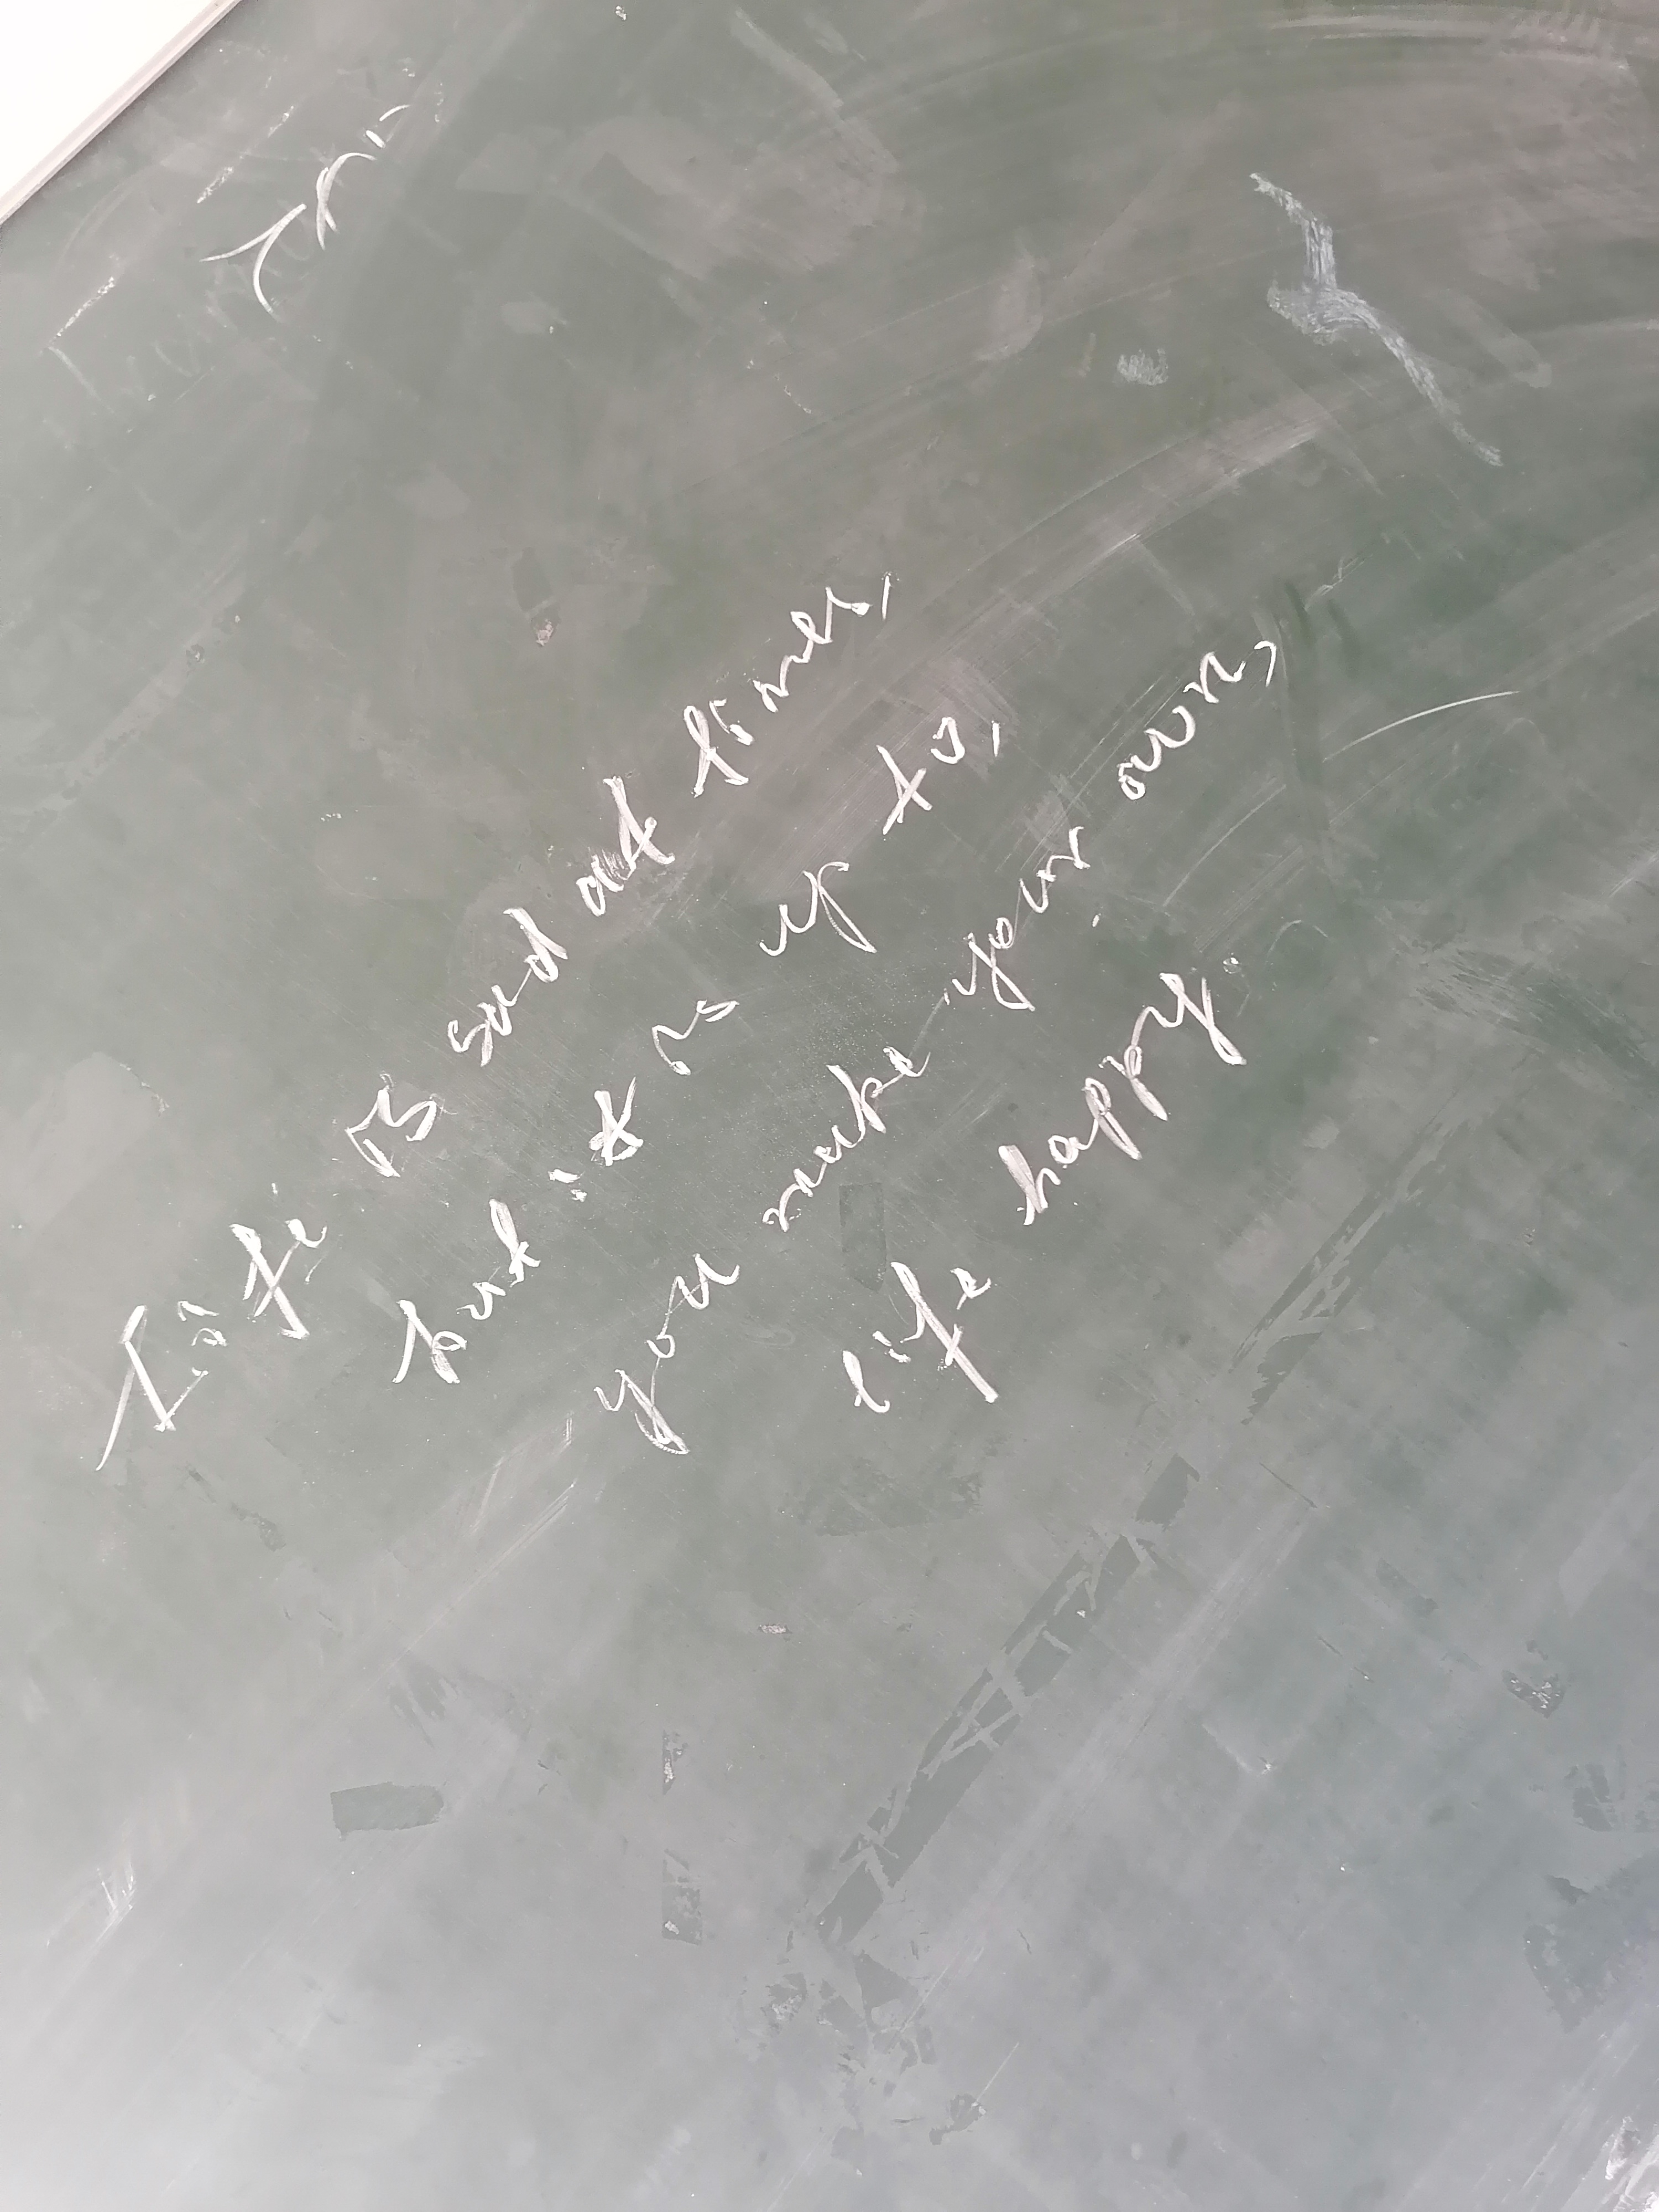 Life is sad at times,
but it is up to,
you make your own,
life happy.